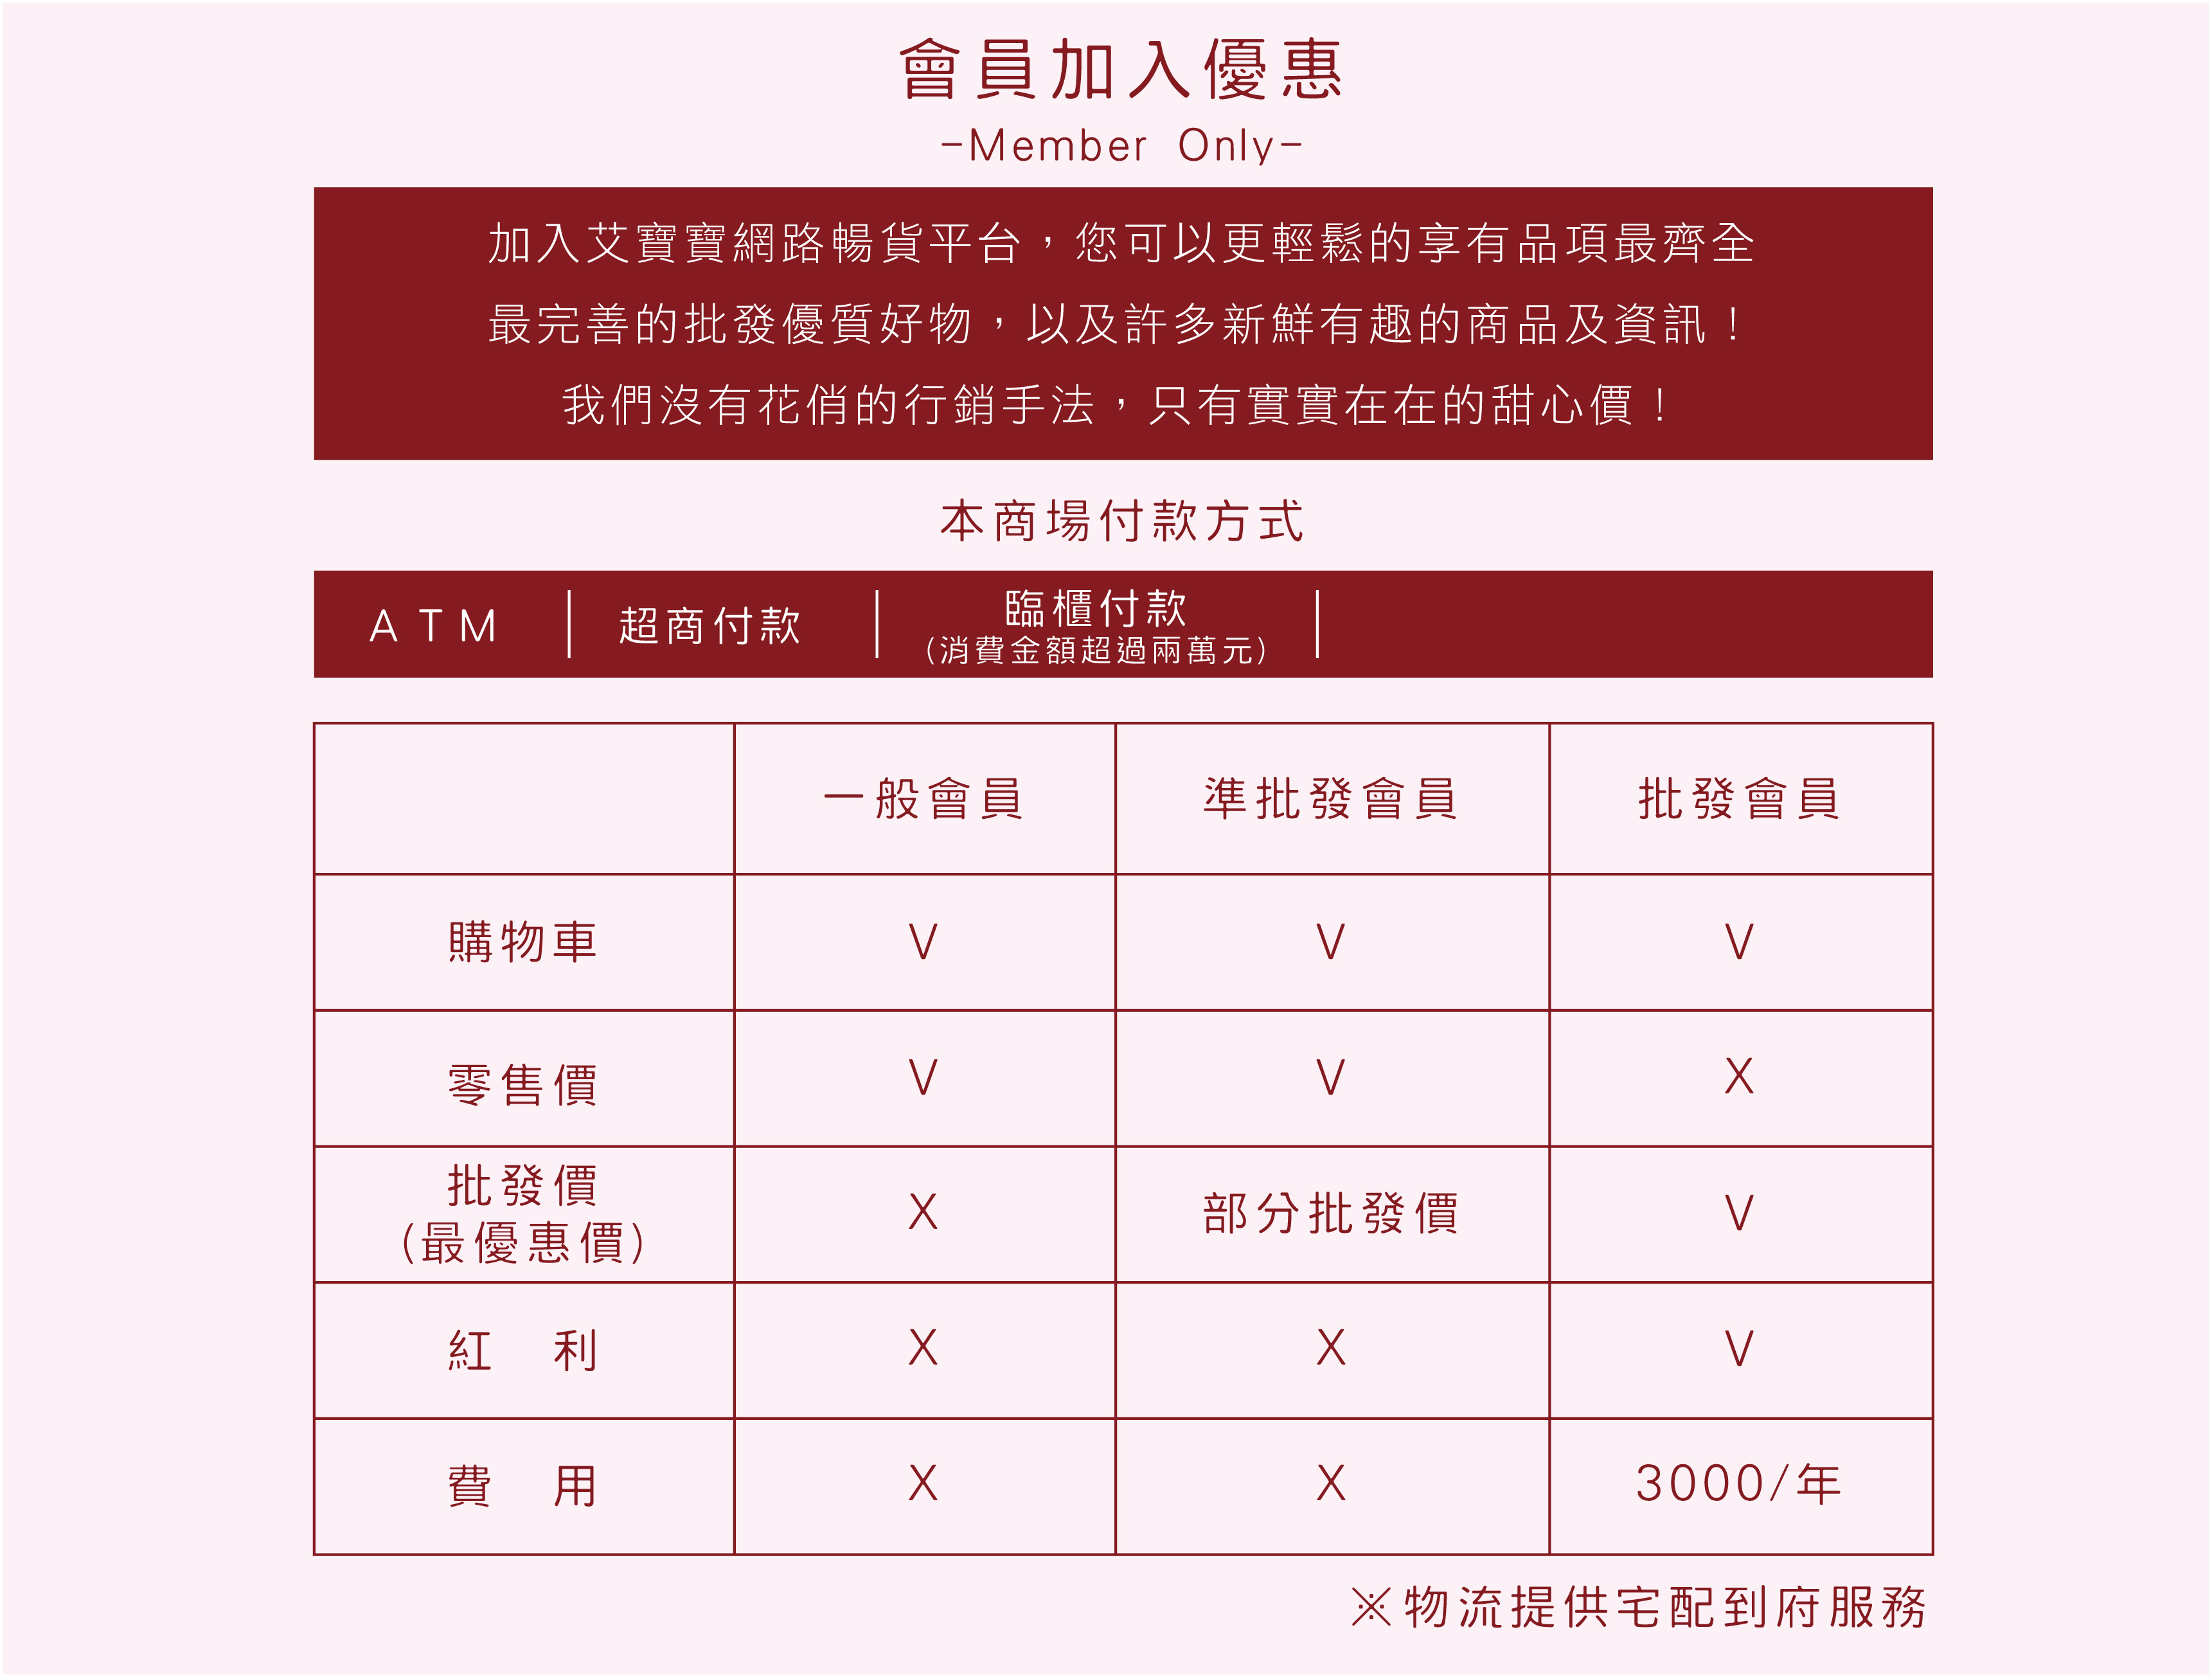 會員加入優惠
-Member Only-
加入艾寶寶網路暢貨平台，您可以更輕鬆的享有品項最齊全
最完善的批發優質好物，以及許多新鮮有趣的商品及資訊！
我們沒有花俏的行銷手法，只有實實在在的甜心價！
本商場付款方式
ATM 超商付款 臨櫃付款
(消費金額超過兩萬元)
一般會員 準批發會員 批發會員
購物車 V V V
零售價 V V X
批發價
(最優惠價) X 部分批發價 V
紅　利 X X V
費　用 X X 3000/年
※物流提供宅配到府服務